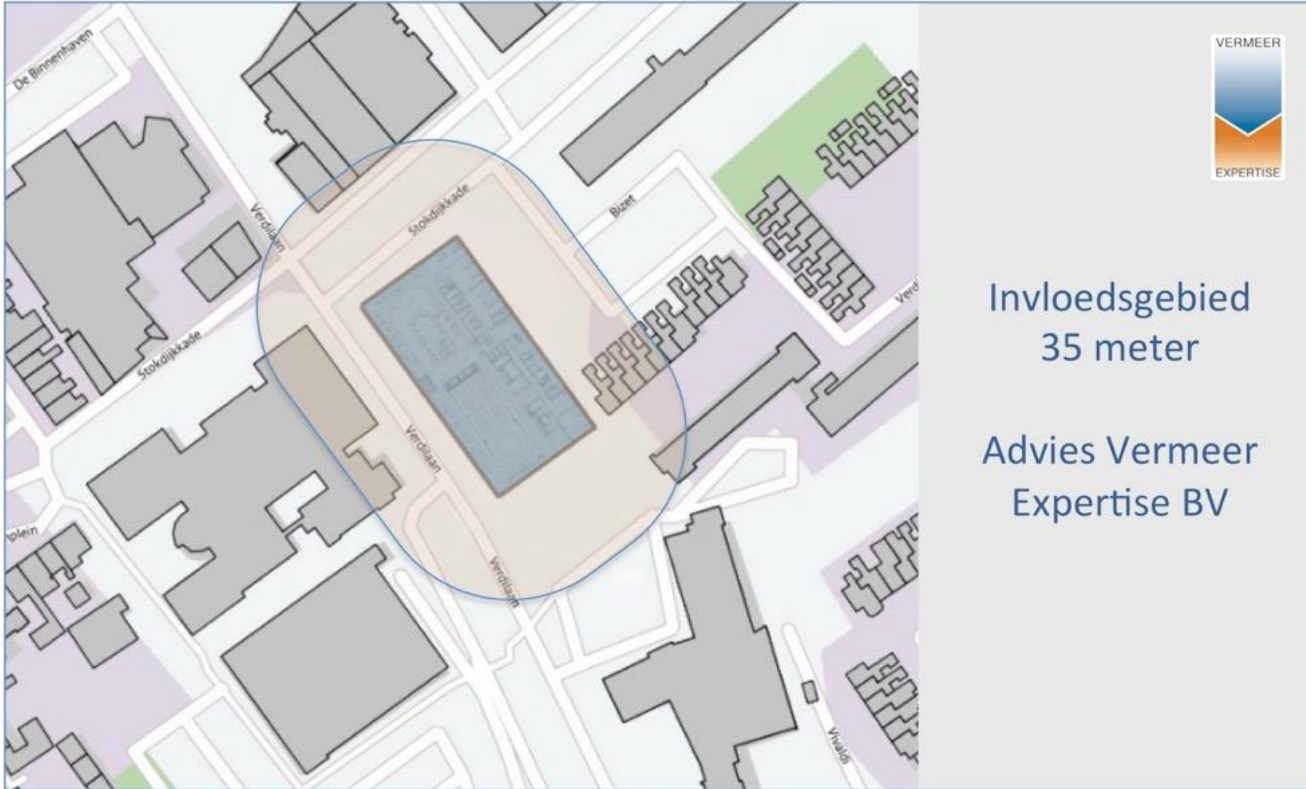 De Binnenhaven
Verdilaan
Stokdijkkade
Bizet
Stokdijkkade
Verdilaan
Verdilaan
Vivaldi
VERMEER
EXPERTISE
Invloedsgebied
35 meter
Advies Vermeer
Expertise BV